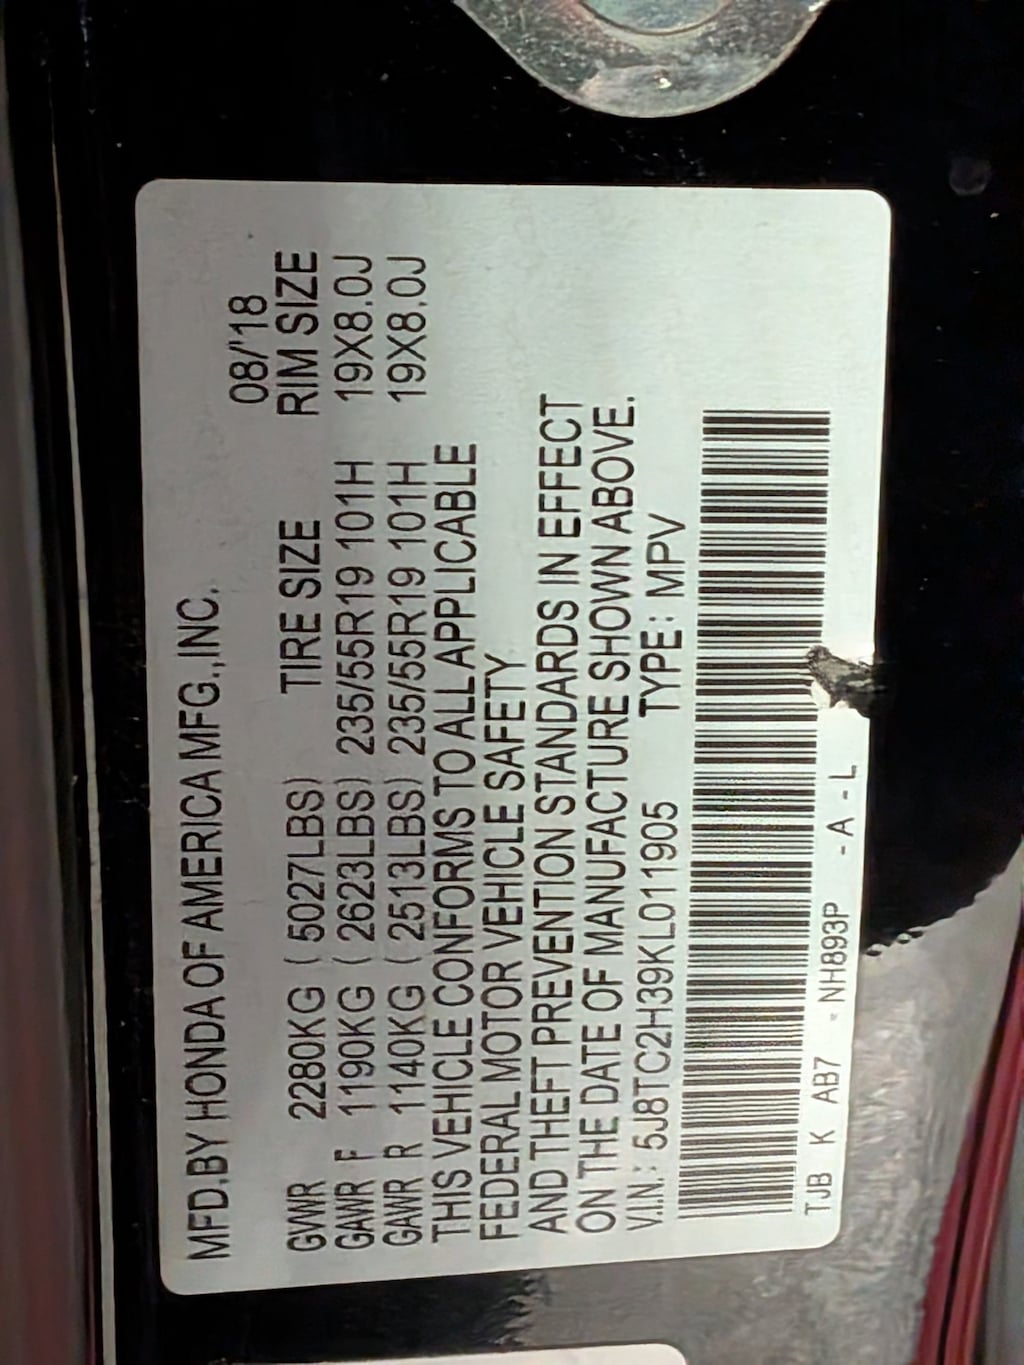 MFD.BY HONDA OF AMERICA MFG.,INC.
08/'18
GVWR 2280KG ( 5027LBS) TIRE SIZE RIM SIZE
GAWR F 1190KG ( 2623LBS) 235/55R19 101H 19X8.0J
GAWR R 1140KG ( 2513LBS) 235/55R19 101H 19X8.0J
THIS VEHICLE CONFORMS TO ALL APPLICABLE
FEDERAL MOTOR VEHICLE SAFETY
AND THEFT PREVENTION STANDARDS IN EFFECT
ON THE DATE OF MANUFACTURE SHOWN ABOVE.
V.I.N.: 5J8TC2H39KL011905 TYPE: MPV
TJB K AB7 - NH893P - A - L